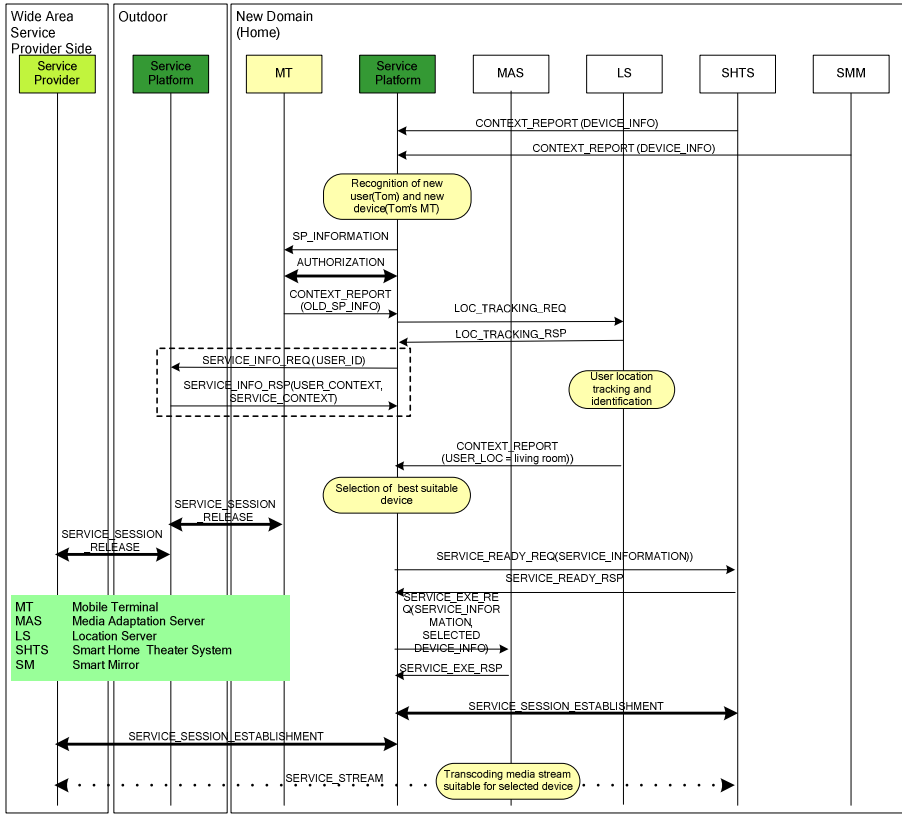 Wide Area
Service
Provider Side
Outdoor
New Domain
(Home)
Service
Provider
Service
Platform
MT
Service
Platform
MAS
LS
SHTS
SMM
CONTEXT_REPORT (DEVICE_INFO)
CONTEXT_REPORT (DEVICE_INFO)
Recognition of new
user(Tom) and new
device(Tom's MT)
SP_INFORMATION
AUTHORIZATION
CONTEXT_REPORT
(OLD_SP_INFO)
LOC_TRACKING_REQ
LOC_TRACKING_RSP
SERVICE_INFO_REQ (USER_ID)
SERVICE_INFO_RSP(USER_CONTEXT,
SERVICE_CONTEXT)
User location
tracking and
identification
CONTEXT_REPORT
(USER_LOC = living room))
Selection of best suitable
device
SERVICE_SESSION
_RELEASE
SERVICE_SESSION
_RELEASE
SERVICE_READY_REQ(SERVICE_INFORMATION))
SERVICE_READY_RSP
SERVICE_EXE_RE
Q(SERVICE_INFOR
MATION,
SELECTED
DEVICE_INFO)
SERVICE_EXE_RSP
MT Mobile Terminal
MAS Media Adaptation Server
LS Location Server
SHTS Smart Home Theater System
SM Smart Mirror
SERVICE_SESSION_ESTABLISHMENT
SERVICE_SESSION_ESTABLISHMENT
SERVICE_STREAM
Transcoding media stream
suitable for selected device